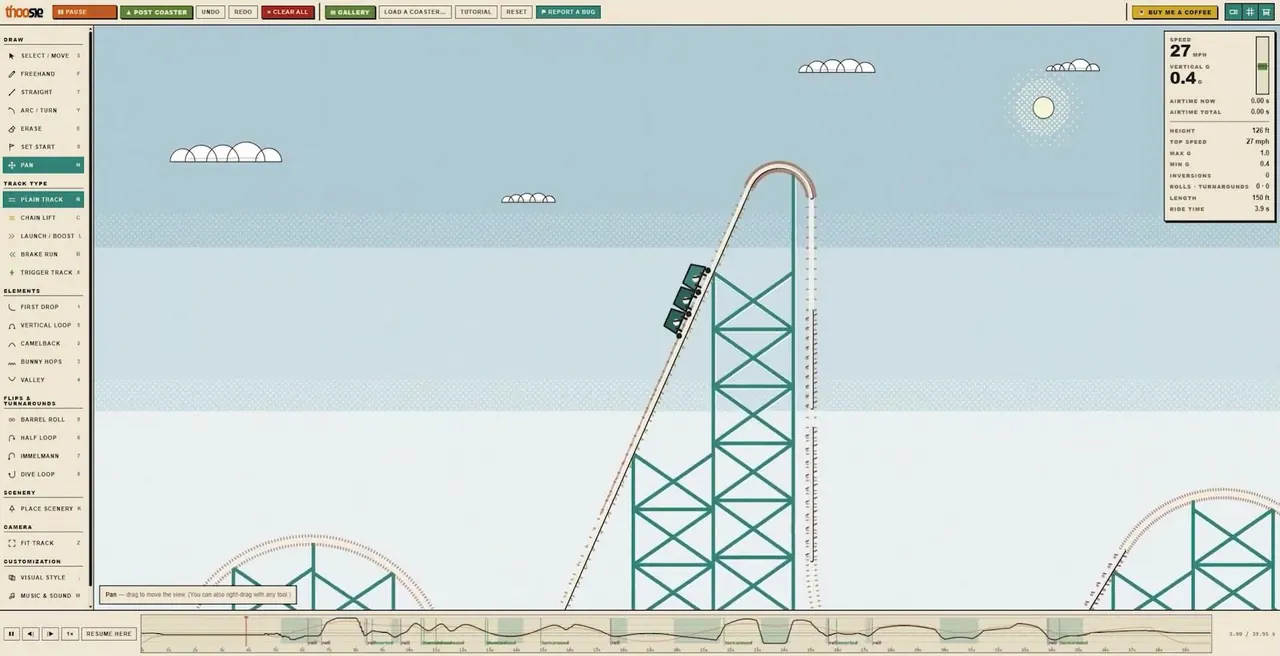 thoosie
PAUSE
POST COASTER
UNDO
REDO
× CLEAR ALL
GALLERY
LOAD A COASTER...
TUTORIAL
RESET
REPORT A BUG
BUY ME A COFFEE
DRAW
SELECT / MOVE
FREEHAND F
STRAIGHT T
ARC / TURN Y
ERASE E
SET START
PAN
TRACK TYPE
PLAIN TRACK N
CHAIN LIFT C
LAUNCH / BOOST L
BRAKE RUN B
TRIGGER TRACK X
ELEMENTS
FIRST DROP 1
VERTICAL LOOP
CAMELBACK
BUNNY HOPS
VALLEY 4
FLIPS &
TURNAROUNDS
BARREL ROLL
HALF LOOP
IMMELMANN 7
DIVE LOOP
SCENERY
PLACE SCENERY
CAMERA
FIT TRACK Z
CUSTOMIZATION
VISUAL STYLE
MUSIC & SOUND M
SPEED
27 MPH
VERTICAL G
0.4 G
AIRTIME NOW 0.00 s
AIRTIME TOTAL 0.00 s
HEIGHT 126 ft
TOP SPEED 27 mph
MAX G 1.0
MIN G 0.4
INVERSIONS 0
ROLLS · TURNAROUNDS 0 · 0
LENGTH 150 ft
RIDE TIME 3.9 s
Pan — drag to move the view. (You can also right-drag with any tool.)
1×
RESUME HERE